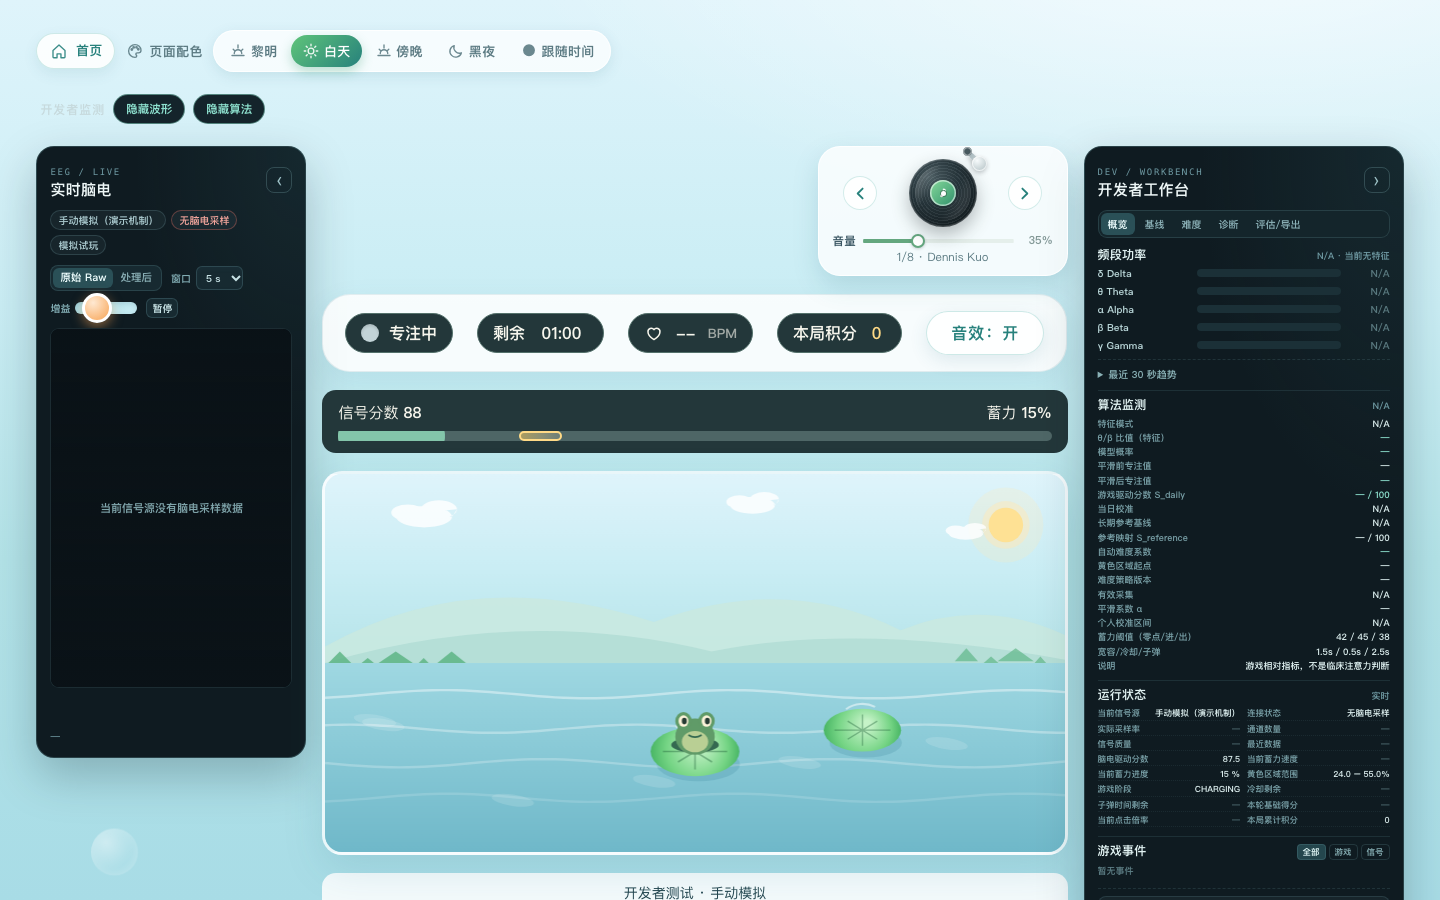 首页 页面配色 黎明 白天 傍晚 黑夜 跟随时间
开发者监测 隐藏波形 隐藏算法
EEG / LIVE
实时脑电
‹
手动模拟（演示机制） 无脑电采样
模拟试玩
原始 Raw 处理后 窗口 5 s
增益 暂停
当前信号源没有脑电采样数据
—
音量 35%
1/8 · Dennis Kuo
专注中 剩余 01:00 -- BPM 本局积分 0 音效：开
信号分数 88 蓄力 15%
开发者测试 · 手动模拟
DEV / WORKBENCH
开发者工作台
›
概览 基线 难度 诊断 评估/导出
频段功率 N/A · 当前无特征
δ Delta N/A
θ Theta N/A
α Alpha N/A
β Beta N/A
γ Gamma N/A
▶ 最近 30 秒趋势
算法监测 N/A
特征模式 N/A
θ/β 比值（特征） —
模型概率 —
平滑前专注值 —
平滑后专注值 —
游戏驱动分数 S_daily — / 100
当日校准 N/A
长期参考基线 N/A
参考映射 S_reference — / 100
自动难度系数 —
黄色区域起点 —
难度策略版本 —
有效采集 N/A
平滑系数 α —
个人校准区间 N/A
蓄力阈值（零点/进/出） 42 / 45 / 38
宽容/冷却/子弹 1.5s / 0.5s / 2.5s
说明 游戏相对指标，不是临床注意力判断
运行状态 实时
当前信号源 手动模拟（演示机制） 连接状态 无脑电采样
实际采样率 — 通道数量 —
信号质量 — 最近数据 —
脑电驱动分数 87.5 当前蓄力速度 —
当前蓄力进度 15 % 黄色区域范围 24.0 — 55.0%
游戏阶段 CHARGING 冷却剩余 —
子弹时间剩余 — 本轮基础得分 —
当前点击倍率 — 本局累计积分 0
游戏事件 全部 游戏 信号
暂无事件